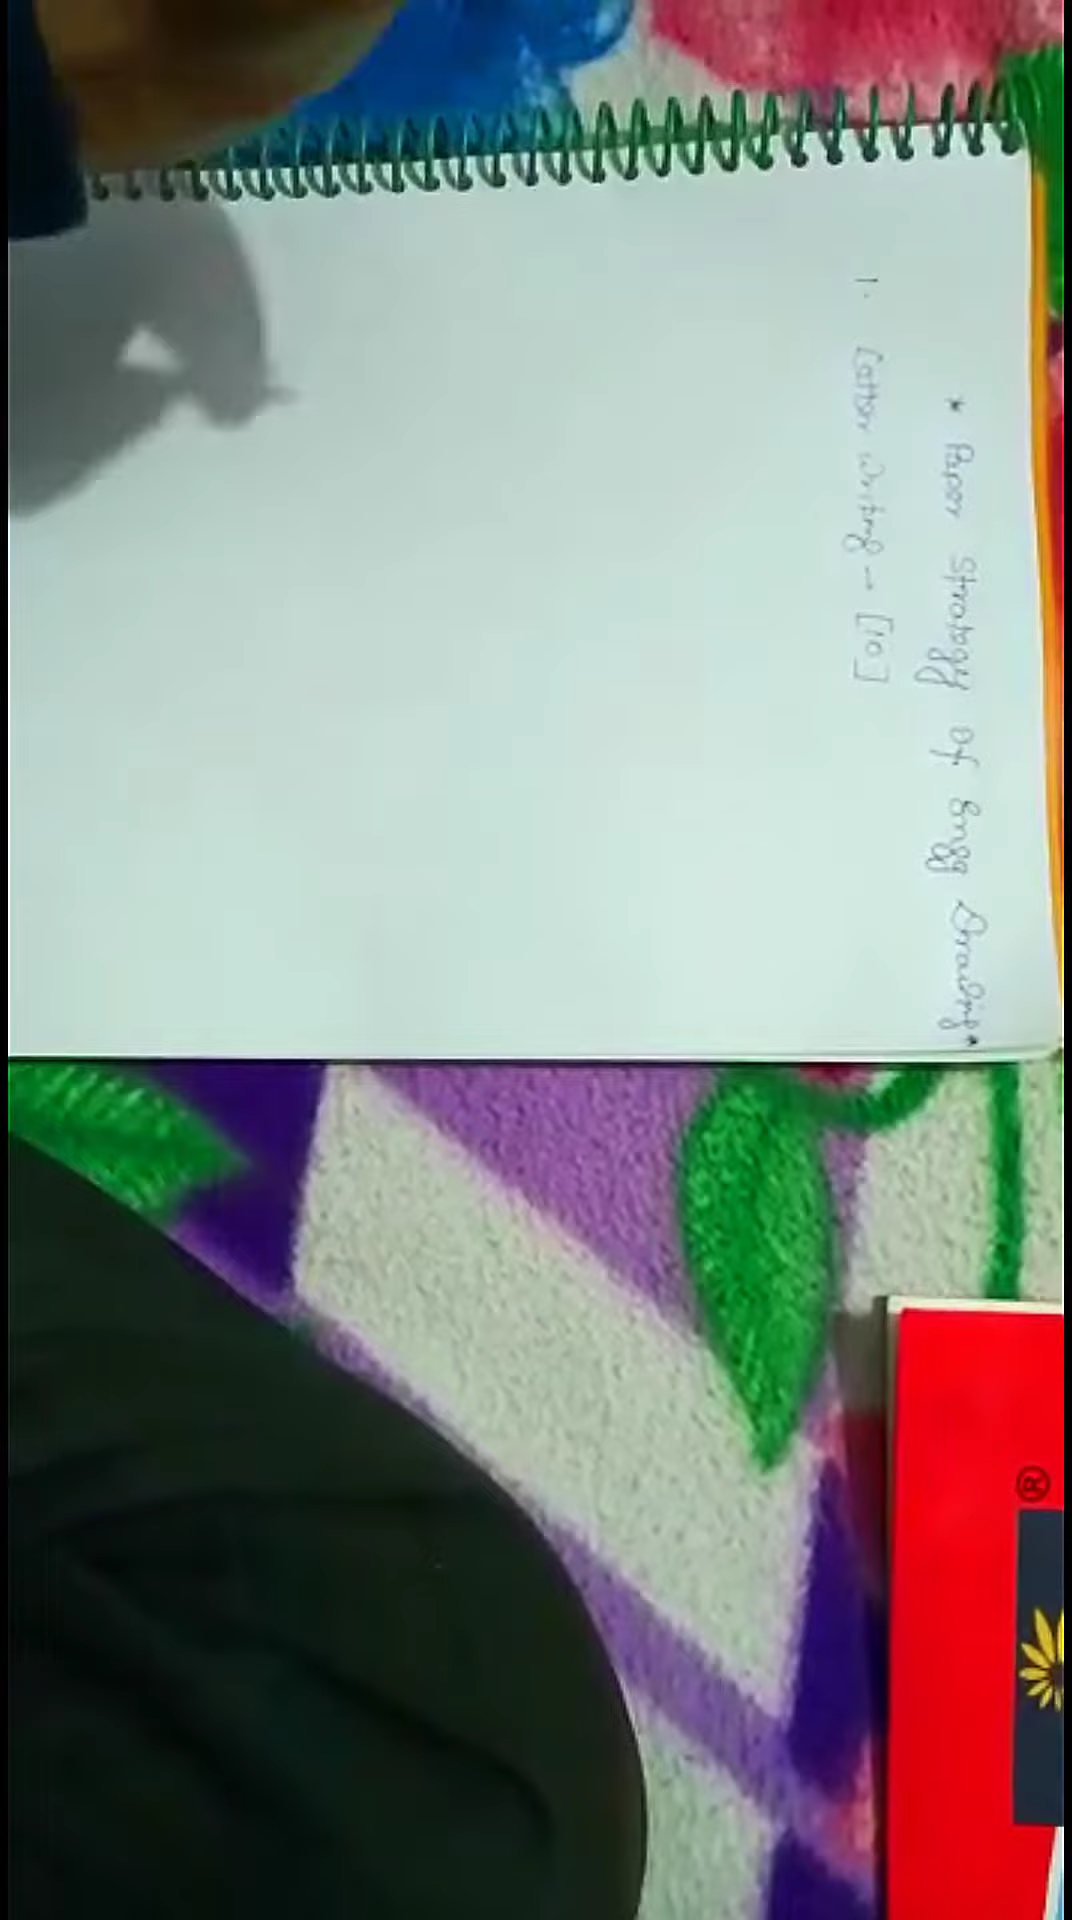 * Paper Strategy of Engg Drawing *
1. Letter writing → [10]
®